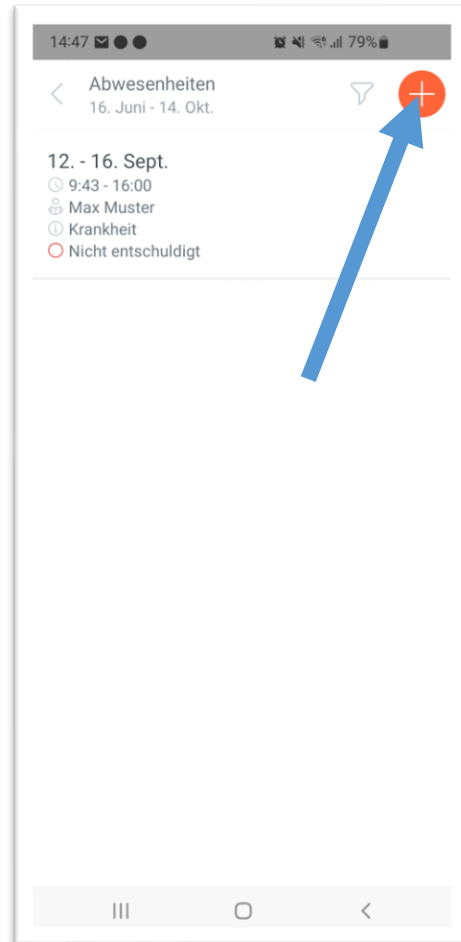 14:47 79%
Abwesenheiten
16. Juni - 14. Okt.
12. - 16. Sept.
9:43 - 16:00
Max Muster
Krankheit
Nicht entschuldigt